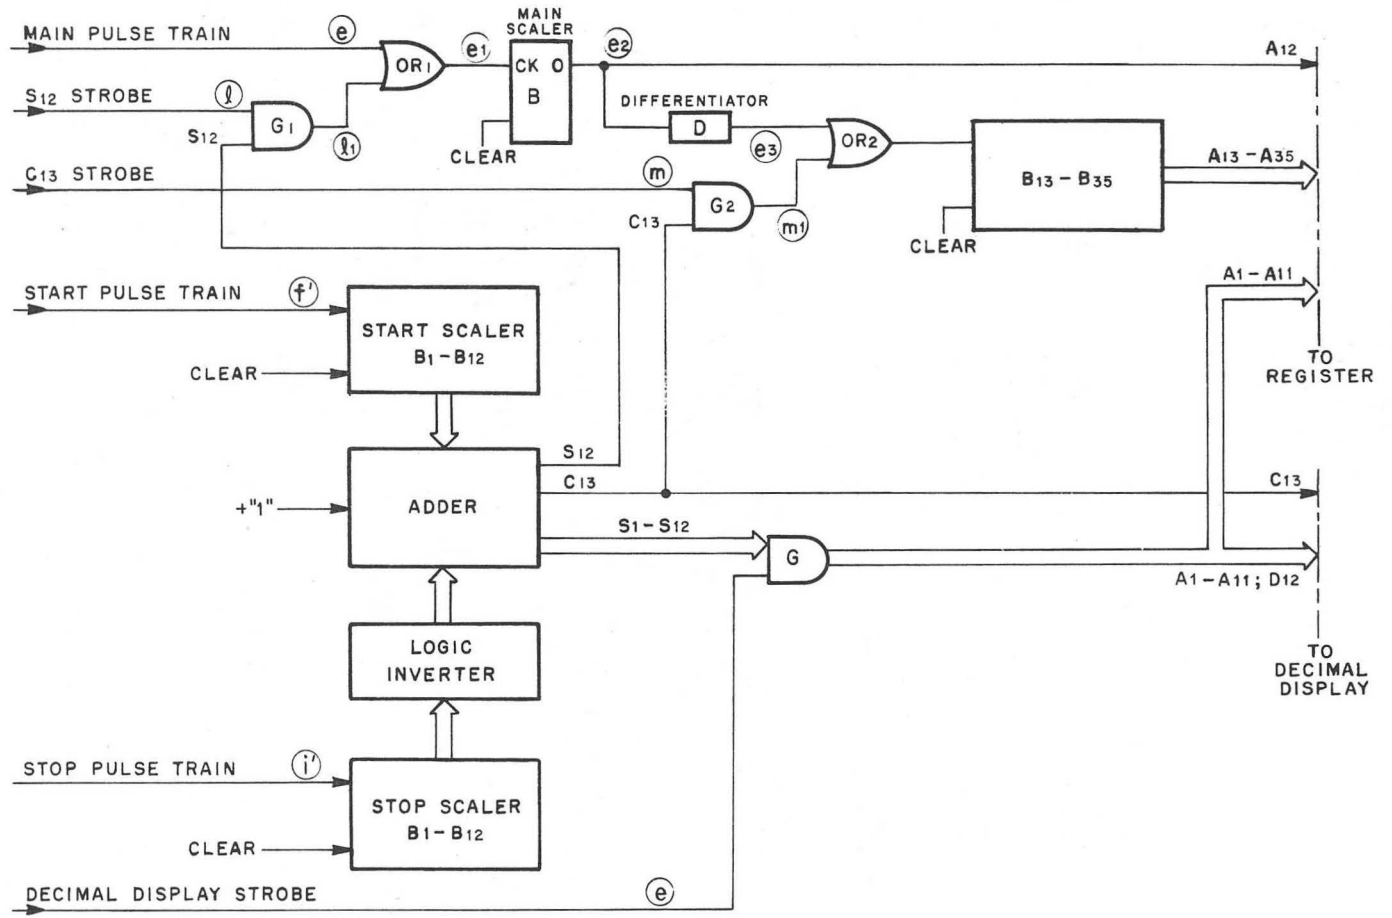 MAIN PULSE TRAIN
e
OR1
e1
MAIN
SCALER
CK O
B
CLEAR
e2
A12
S12 STROBE
l
S12
G1
l1
DIFFERENTIATOR
D
e3
OR2
B13-B35
CLEAR
A13-A35
C13 STROBE
m
C13
G2
m1
A1-A11
START PULSE TRAIN
f'
START SCALER
B1-B12
CLEAR
TO
REGISTER
+"1"
ADDER
S12
C13
C13
S1-S12
G
A1-A11; D12
LOGIC
INVERTER
TO
DECIMAL
DISPLAY
STOP PULSE TRAIN
i'
STOP SCALER
B1-B12
CLEAR
DECIMAL DISPLAY STROBE
e